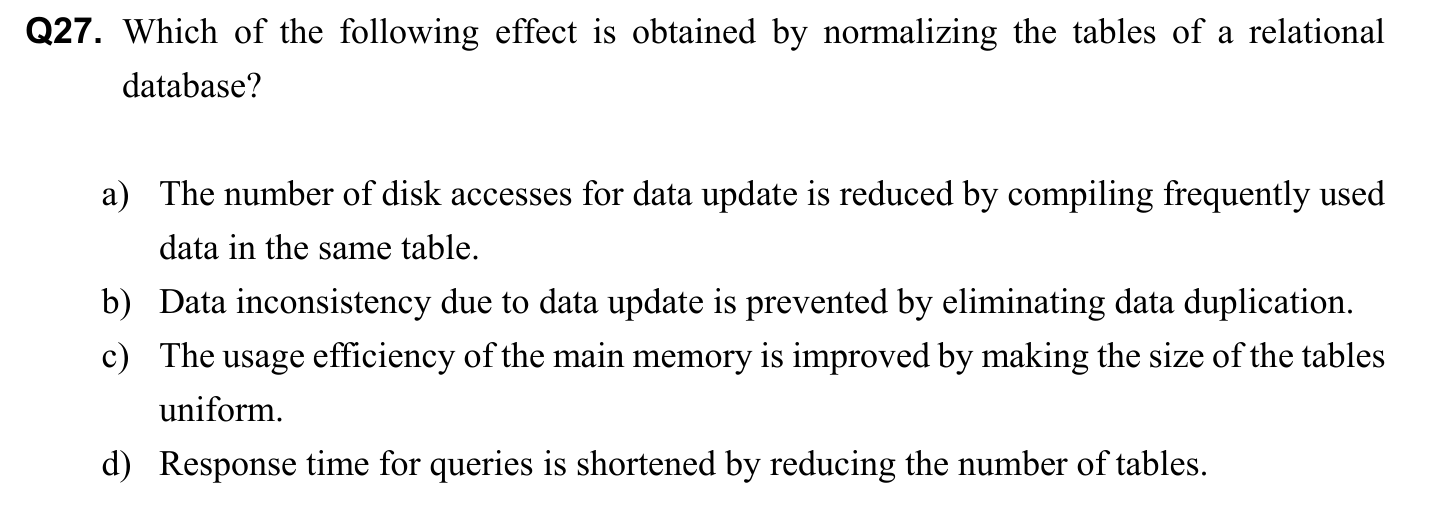 Q27. Which of the following effect is obtained by normalizing the tables of a relational
database?
a) The number of disk accesses for data update is reduced by compiling frequently used
data in the same table.
b) Data inconsistency due to data update is prevented by eliminating data duplication.
c) The usage efficiency of the main memory is improved by making the size of the tables
uniform.
d) Response time for queries is shortened by reducing the number of tables.